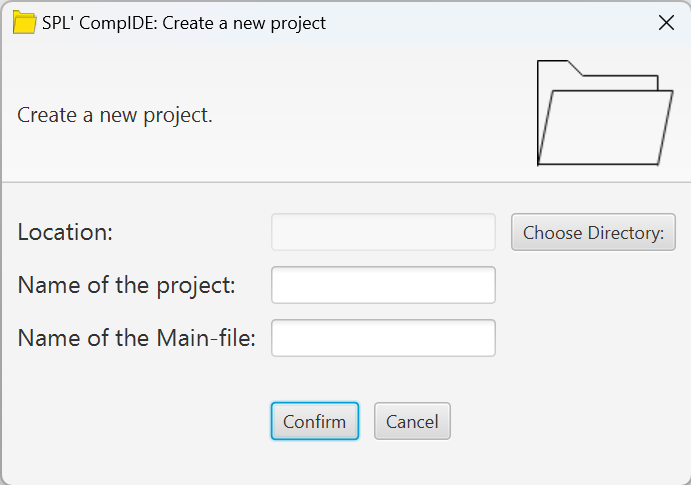 SPL' CompIDE: Create a new project
Create a new project.
Location:
Choose Directory:
Name of the project:
Name of the Main-file:
Confirm
Cancel